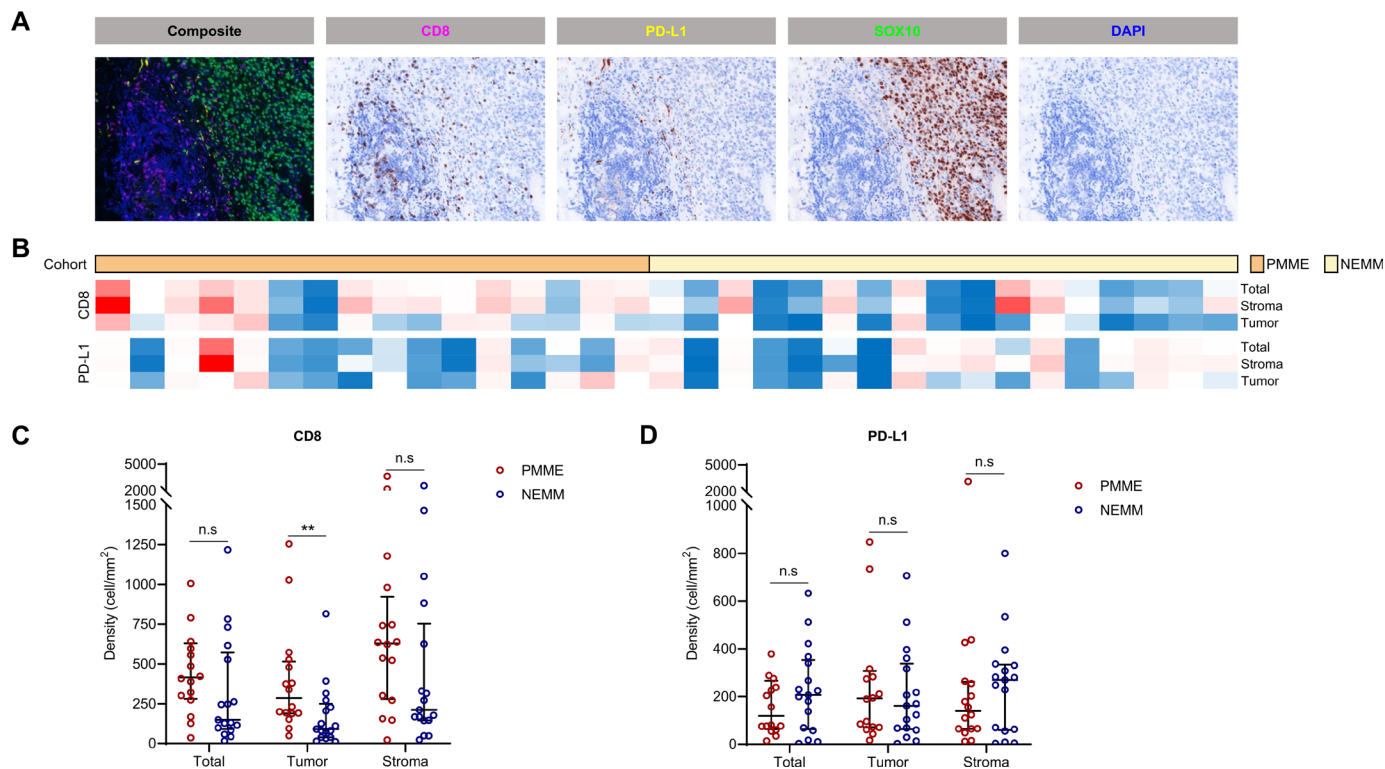 A
Composite
CD8
PD-L1
SOX10
DAPI
B
Cohort
PMME
NEMM
CD8
Total
Stroma
Tumor
PD-L1
Total
Stroma
Tumor
C
CD8
Density (cell/mm²)
5000
2000
1500
1250
1000
750
500
250
0
n.s
**
n.s
PMME
NEMM
Total
Tumor
Stroma
D
PD-L1
Density (cell/mm²)
5000
2000
1000
800
600
400
200
0
n.s
n.s
n.s
PMME
NEMM
Total
Tumor
Stroma